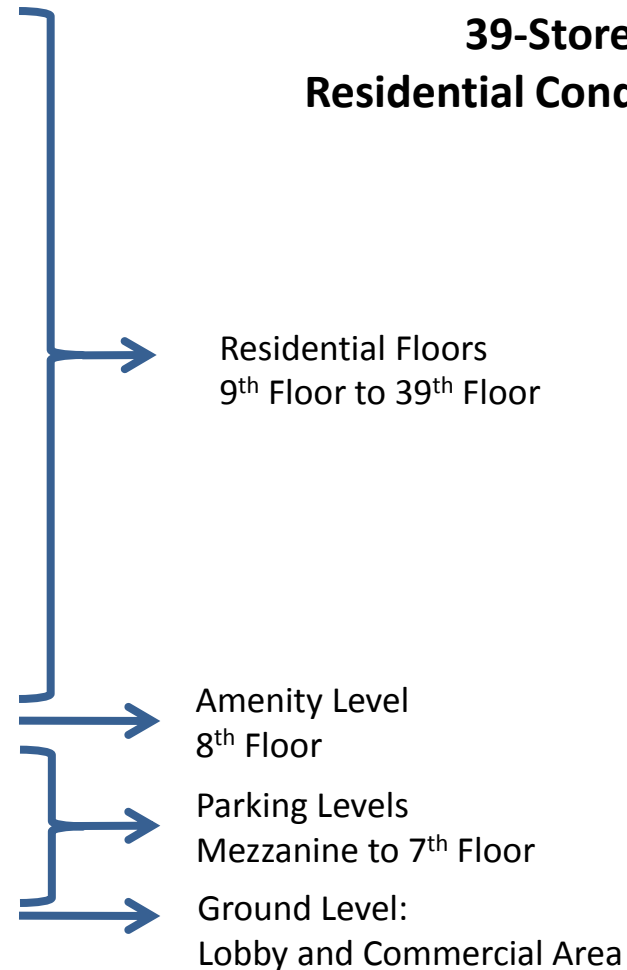 39-Store
Residential Cond
Residential Floors
9th Floor to 39th Floor
Amenity Level
8th Floor
Parking Levels
Mezzanine to 7th Floor
Ground Level:
Lobby and Commercial Area